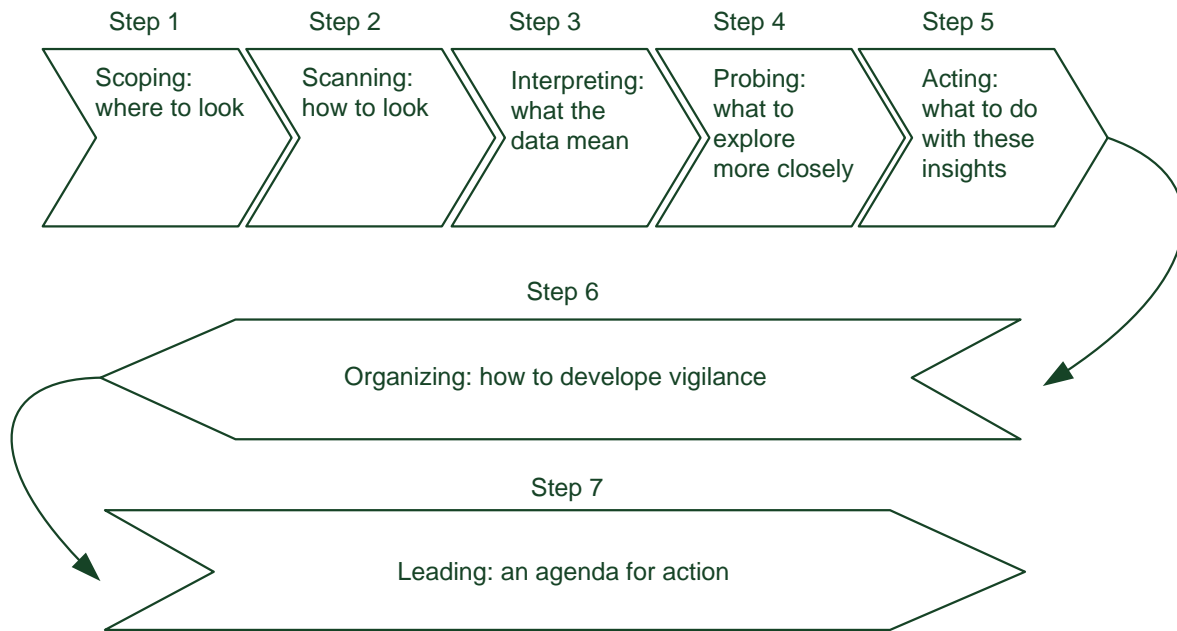 Step 1
Step 2
Step 3
Step 4
Step 5
Scoping:
where to look
Scanning:
how to look
Interpreting:
what the
data mean
Probing:
what to
explore
more closely
Acting:
what to do
with these
insights
Step 6
Organizing: how to develope vigilance
Step 7
Leading: an agenda for action